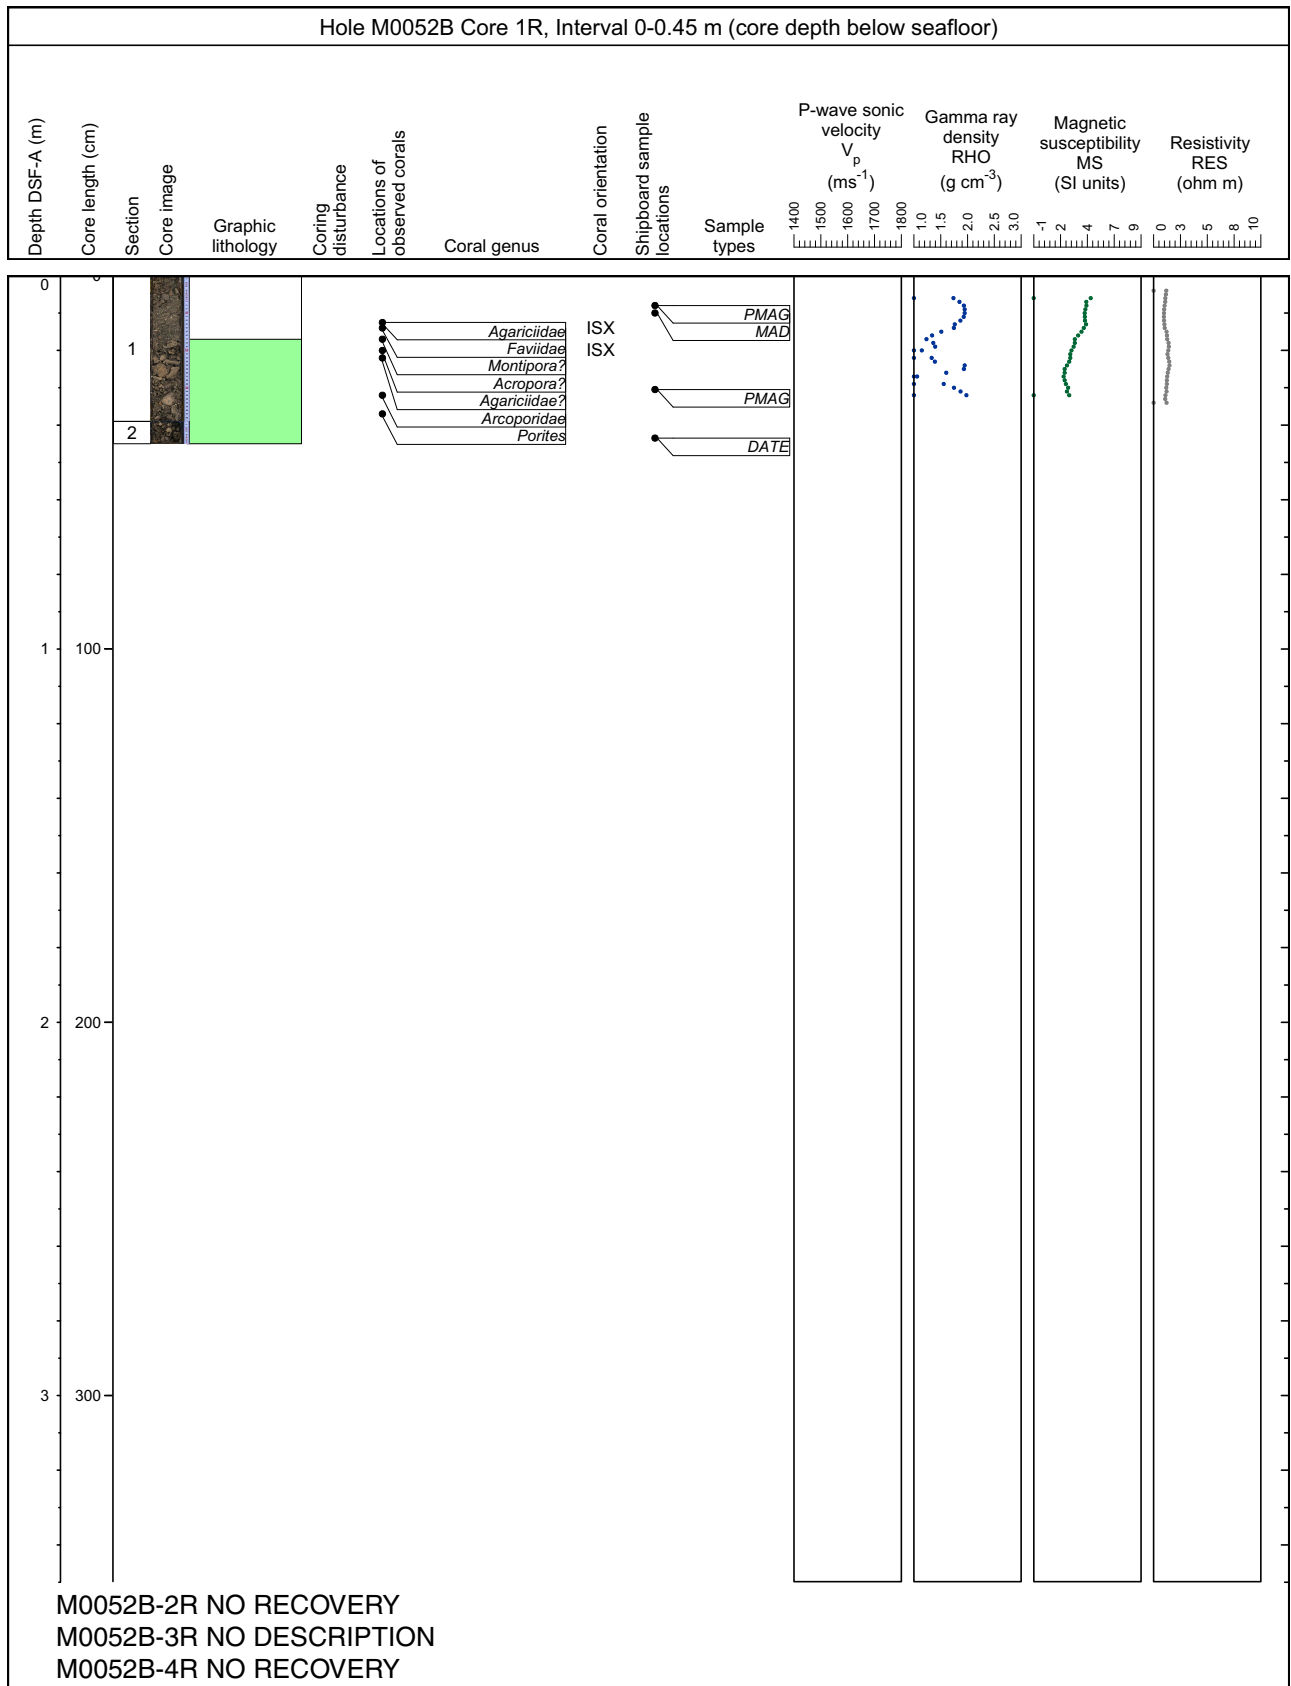 Hole M0052B Core 1R, Interval 0-0.45 m (core depth below seafloor)
Depth DSF-A (m)
Core length (cm)
Section
Core image
Graphic
lithology
Coring
disturbance
Locations of
observed corals
Coral genus
Coral orientation
Shipboard sample
locations
Sample
types
P-wave sonic
velocity
Vp
(ms-1)
1400 1500 1600 1700 1800
Gamma ray
density
RHO
(g cm-3)
1.0 1.5 2.0 2.5 3.0
Magnetic
susceptibility
MS
(SI units)
-1 2 4 7 9
Resistivity
RES
(ohm m)
0 3 5 8 10
0
1
2
Agariciidae ISX
Faviidae ISX
Montipora?
Acropora?
Agariciidae?
Arcoporidae
Porites
PMAG
MAD
PMAG
DATE
1 100
2 200
3 300
M0052B-2R NO RECOVERY
M0052B-3R NO DESCRIPTION
M0052B-4R NO RECOVERY